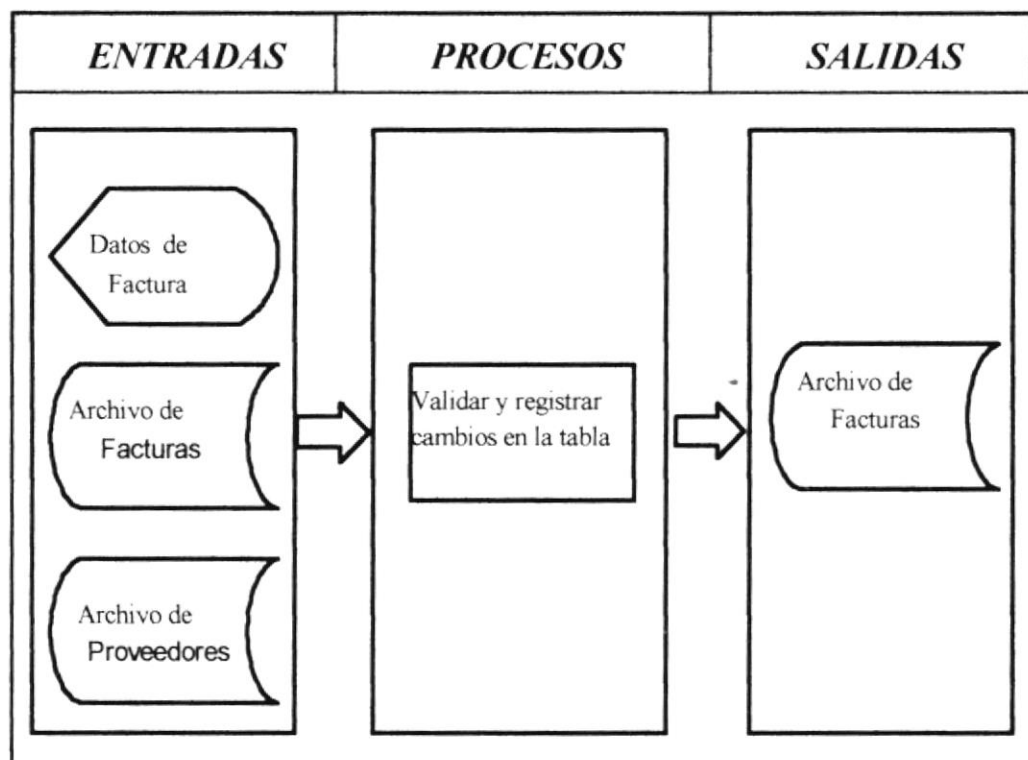 ENTRADAS
PROCESOS
SALIDAS
Datos de
Factura
Archivo de
Facturas
Archivo de
Proveedores
Validar y registrar
cambios en la tabla
Archivo de
Facturas